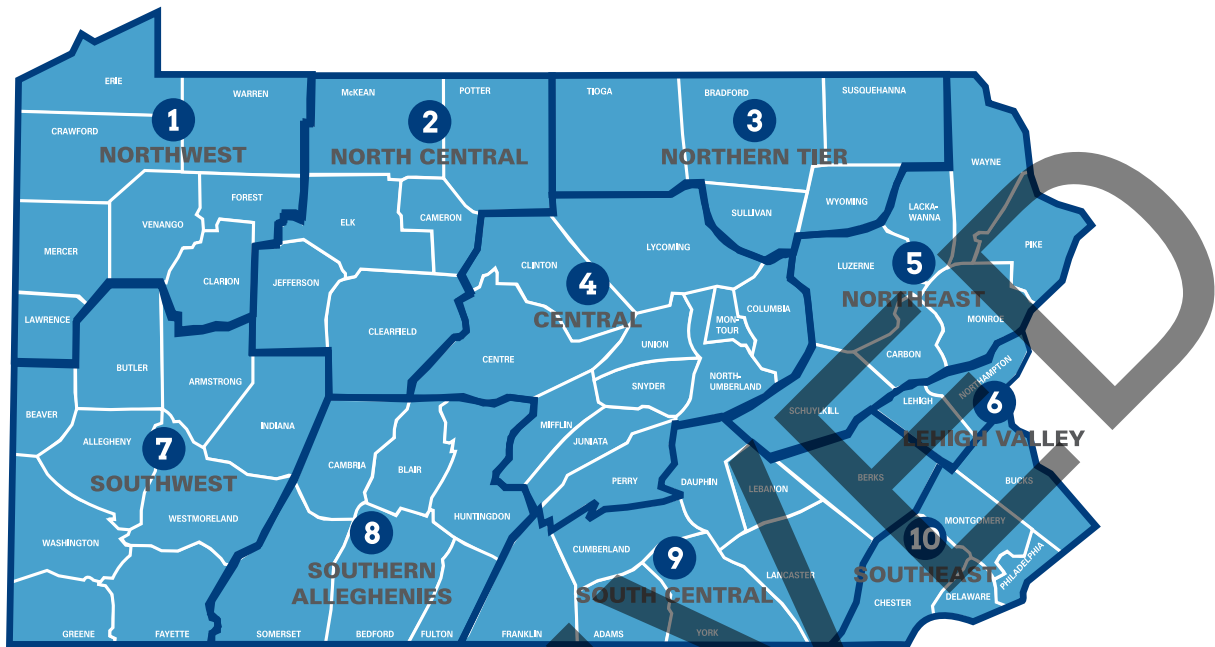 ERIE
WARREN
McKEAN
POTTER
TIOGA
BRADFORD
SUSQUEHANNA
CRAWFORD
1
NORTHWEST
2
NORTH CENTRAL
3
NORTHERN TIER
WAYNE
FOREST
VENANGO
ELK
CAMERON
SULLIVAN
WYOMING
LACKA-
WANNA
MERCER
CLARION
JEFFERSON
CLINTON
LYCOMING
LUZERNE
PIKE
4
CENTRAL
5
NORTHEAST
LAWRENCE
CLEARFIELD
CENTRE
UNION
MON-
TOUR
COLUMBIA
MONROE
CARBON
BUTLER
ARMSTRONG
SNYDER
NORTH-
UMBERLAND
NORTHAMPTON
LEHIGH
6
LEHIGH VALLEY
BEAVER
ALLEGHENY
INDIANA
MIFFLIN
JUNIATA
SCHUYLKILL
7
SOUTHWEST
CAMBRIA
BLAIR
PERRY
DAUPHIN
LEBANON
BERKS
BUCKS
WESTMORELAND
HUNTINGDON
MONTGOMERY
WASHINGTON
8
SOUTHERN
ALLEGHENIES
CUMBERLAND
9
SOUTH CENTRAL
LANCASTER
10
SOUTHEAST
PHILADELPHIA
CHESTER
DELAWARE
GREENE
FAYETTE
SOMERSET
BEDFORD
FULTON
FRANKLIN
ADAMS
YORK